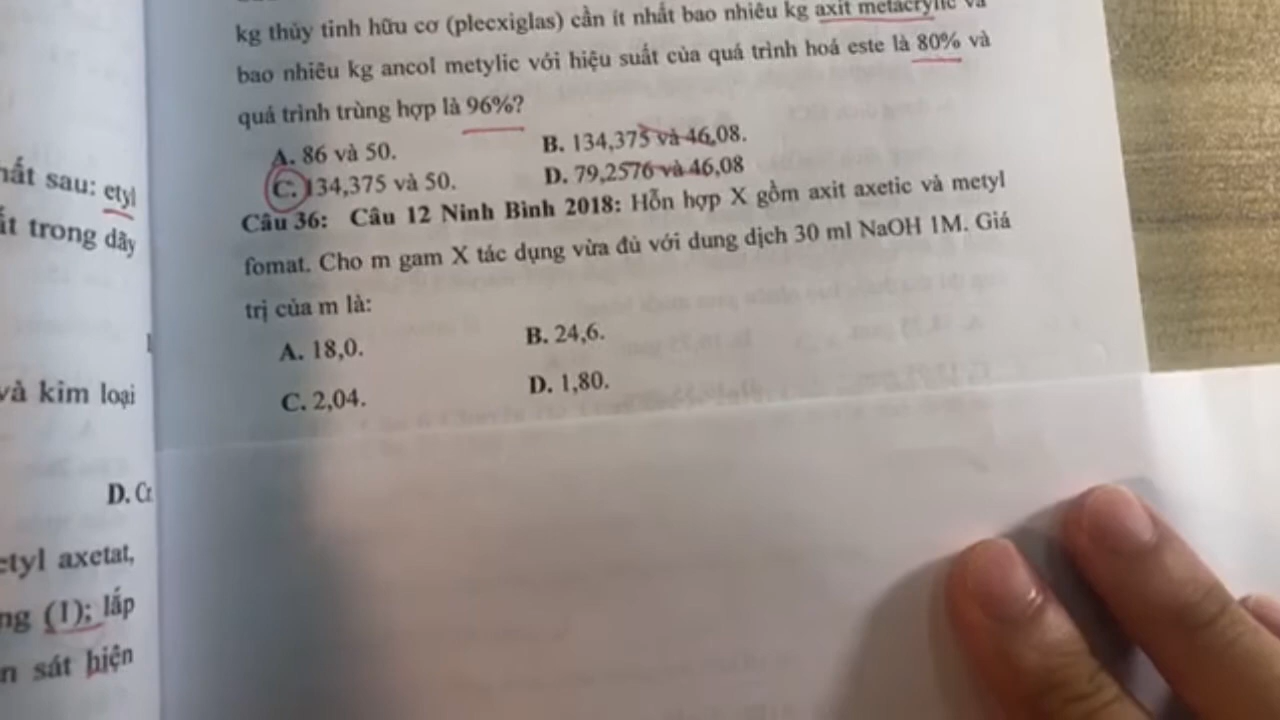 hất sau: etyl
ất trong dãy
và kim loại
D. Cr
etyl axetat,
ng (1); lắp
n sát hiện
kg thủy tinh hữu cơ (plecxiglas) cần ít nhất bao nhiêu kg axit metacrylic và
bao nhiêu kg ancol metylic với hiệu suất của quá trình hoá este là 80% và
quá trình trùng hợp là 96%?
A. 86 và 50. B. 134,375 và 46,08.
C. 134,375 và 50. D. 79,2576 và 46,08
Câu 36: Câu 12 Ninh Bình 2018: Hỗn hợp X gồm axit axetic và metyl
fomat. Cho m gam X tác dụng vừa đủ với dung dịch 30 ml NaOH 1M. Giá
trị của m là:
A. 18,0. B. 24,6.
C. 2,04. D. 1,80.